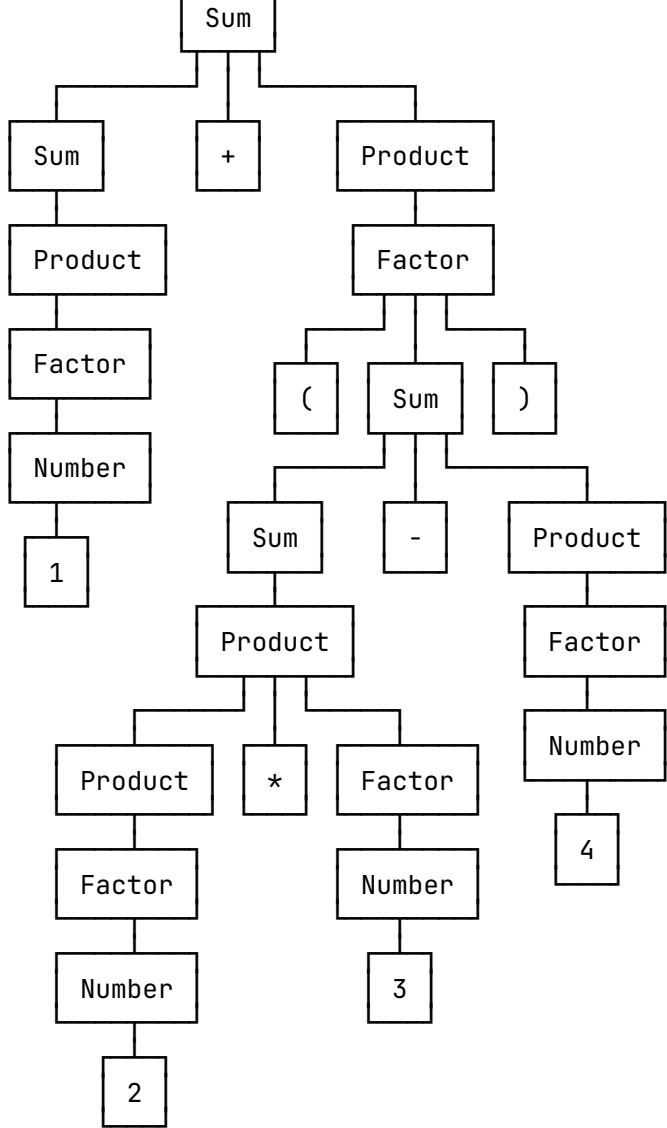 Sum
Sum + Product
Product Factor
Factor ( Sum )
Number Sum - Product
1 Product Factor
Product * Factor Number
Factor Number 4
Number 3
2